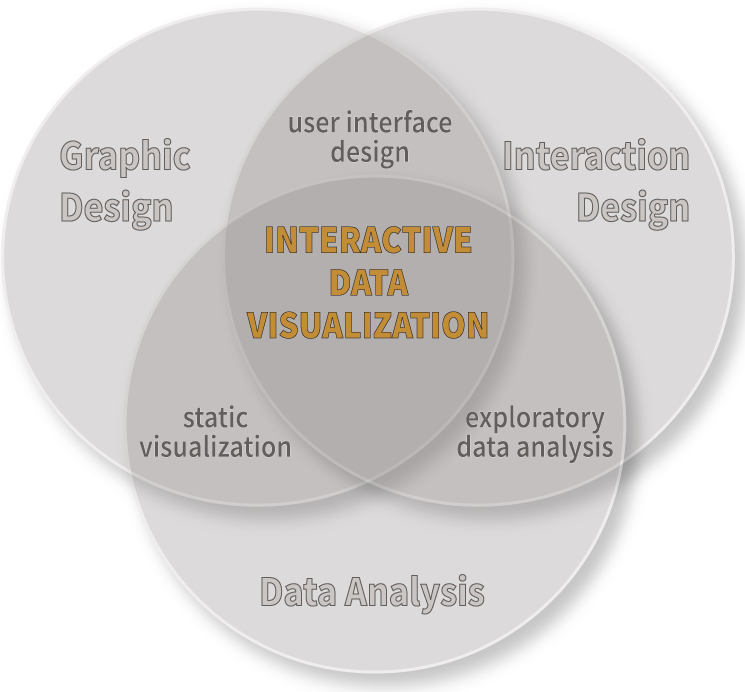 user interface
design
Graphic
Design
Interaction
Design
INTERACTIVE
DATA
VISUALIZATION
static
visualization
exploratory
data analysis
Data Analysis